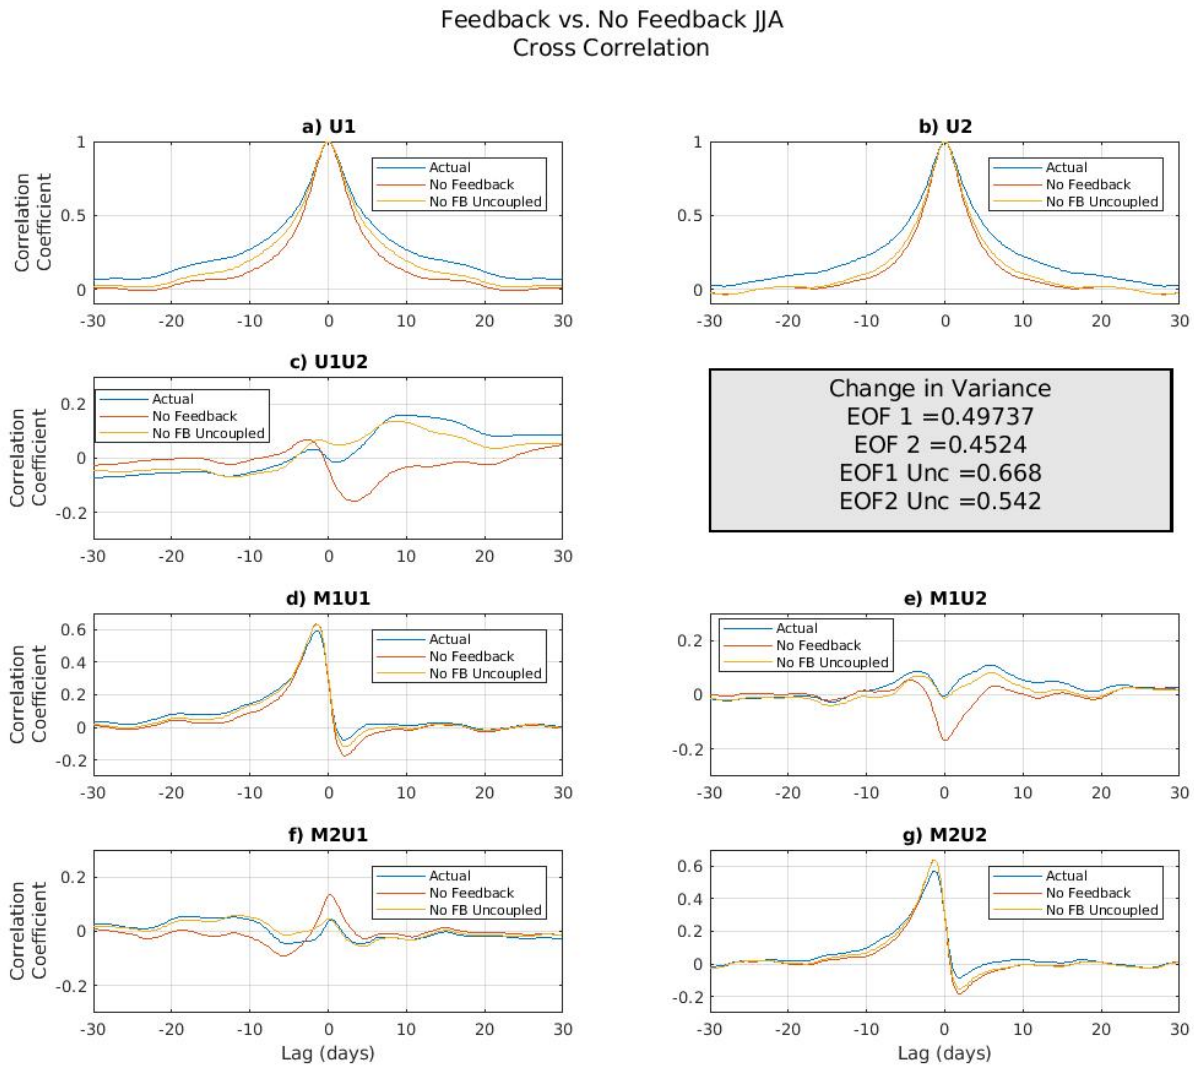 Feedback vs. No Feedback JJA
Cross Correlation
a) U1
Correlation
Coefficient
1
0.5
0
Actual
No Feedback
No FB Uncoupled
-30 -20 -10 0 10 20 30
b) U2
1
0.5
0
Actual
No Feedback
No FB Uncoupled
-30 -20 -10 0 10 20 30
c) U1U2
Correlation
Coefficient
0.2
0
-0.2
Actual
No Feedback
No FB Uncoupled
-30 -20 -10 0 10 20 30
Change in Variance
EOF 1 =0.49737
EOF 2 =0.4524
EOF1 Unc =0.668
EOF2 Unc =0.542
d) M1U1
Correlation
Coefficient
0.6
0.4
0.2
0
-0.2
Actual
No Feedback
No FB Uncoupled
-30 -20 -10 0 10 20 30
e) M1U2
0.2
0
-0.2
Actual
No Feedback
No FB Uncoupled
-30 -20 -10 0 10 20 30
f) M2U1
Correlation
Coefficient
0.2
0
-0.2
Actual
No Feedback
No FB Uncoupled
-30 -20 -10 0 10 20 30
Lag (days)
g) M2U2
0.6
0.4
0.2
0
-0.2
Actual
No Feedback
No FB Uncoupled
-30 -20 -10 0 10 20 30
Lag (days)